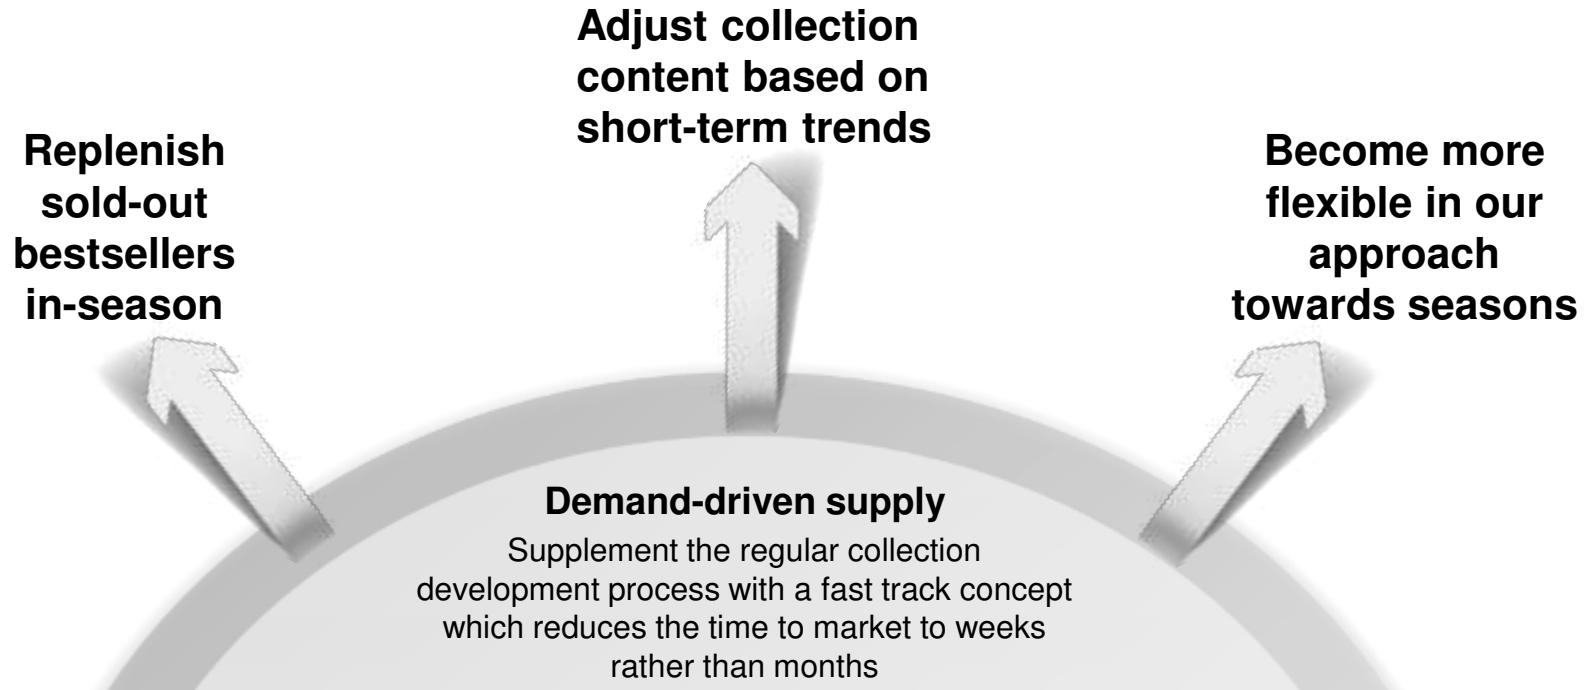 Adjust collection
content based on
short-term trends
Replenish
sold-out
bestsellers
in-season
Become more
flexible in our
approach
towards seasons
Demand-driven supply
Supplement the regular collection
development process with a fast track concept
which reduces the time to market to weeks
rather than months